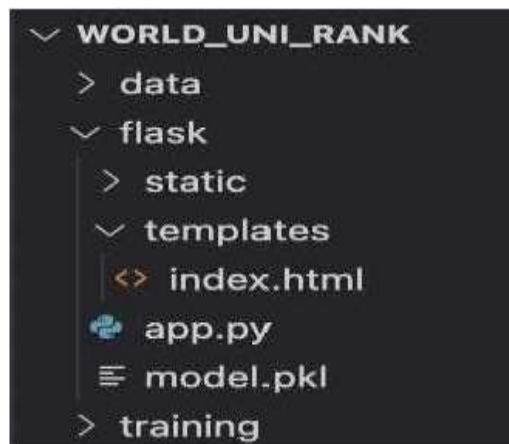 WORLD_UNI_RANK
data
flask
static
templates
index.html
app.py
model.pkl
training